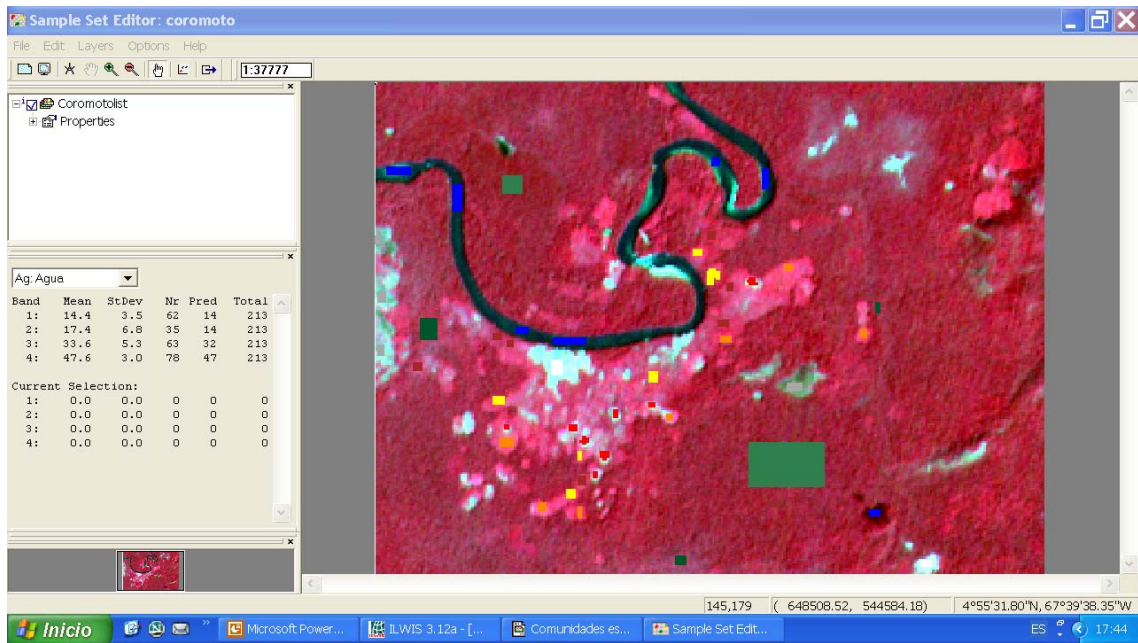 Sample Set Editor: coromoto
File Edit Layers Options Help
1:37777
Coromotolist
Properties
Ag: Agua
Band Mean StDev Nr Pred Total
1: 14.4 3.5 62 14 213
2: 17.4 6.8 35 14 213
3: 33.6 5.3 63 32 213
4: 47.6 3.0 78 47 213
Current Selection:
1: 0.0 0.0 0 0 0
2: 0.0 0.0 0 0 0
3: 0.0 0.0 0 0 0
4: 0.0 0.0 0 0 0
145,179 ( 648508.52, 544584.18) 4°55'31.80"N, 67°39'38.35"W
Inicio Microsoft Power... ILWIS 3.12a - [... Comunidades es... Sample Set Edit... ES 17:44